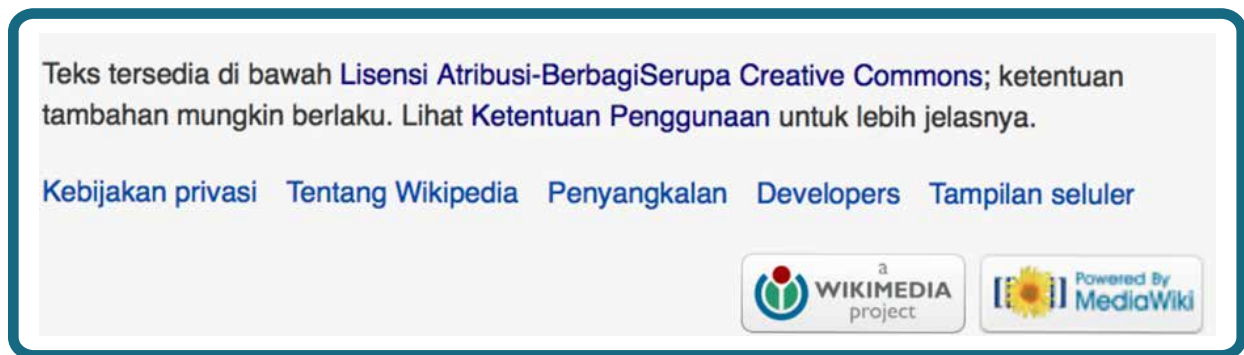 Teks tersedia di bawah Lisensi Atribusi-BerbagiSerupa Creative Commons; ketentuan
tambahan mungkin berlaku. Lihat Ketentuan Penggunaan untuk lebih jelasnya.
Kebijakan privasi Tentang Wikipedia Penyangkalan Developers Tampilan seluler
a
WIKIMEDIA
project
Powered By
MediaWiki